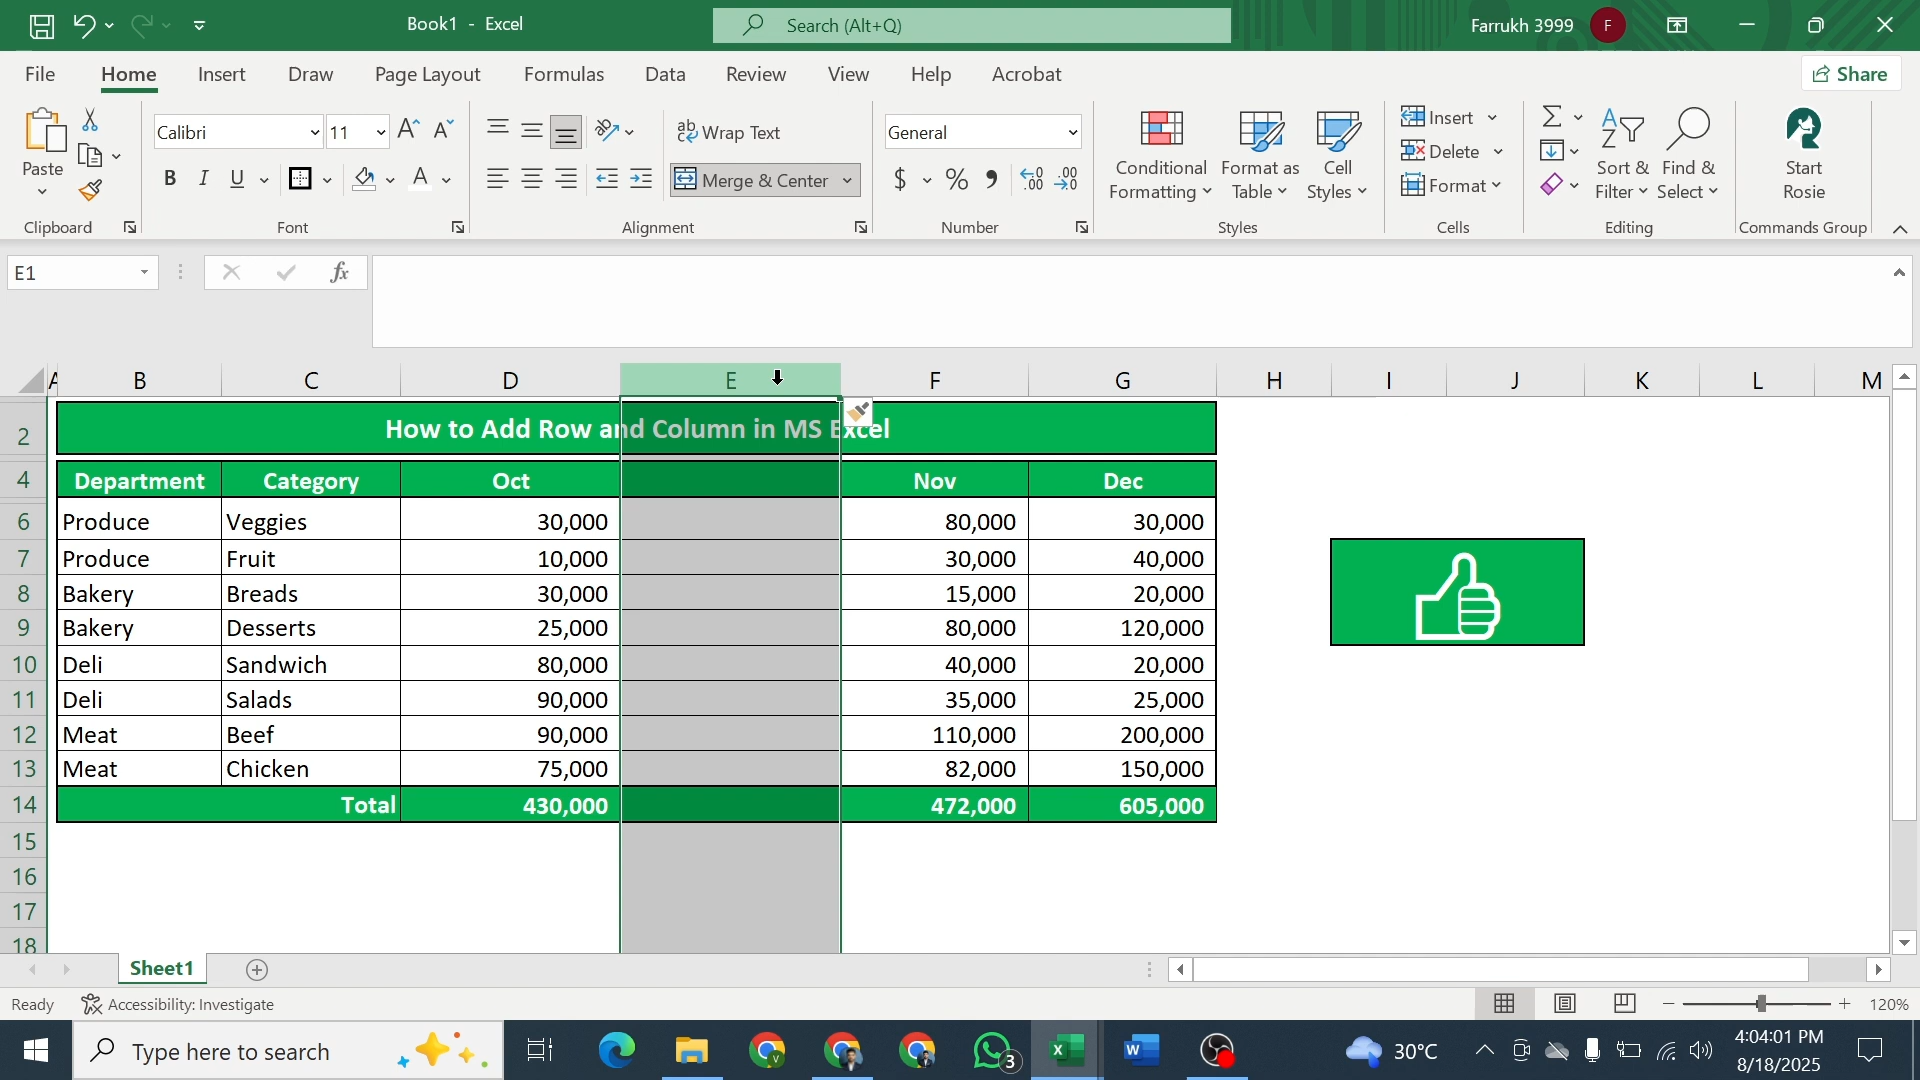 Book1 - Excel
Search (Alt+Q)
Farrukh 3999
F
File Home Insert Draw Page Layout Formulas Data Review View Help Acrobat
Share
Paste
Clipboard
Calibri 11
B I U A
Font
ab Wrap Text
Merge & Center
Alignment
General
$ % 9 .00 .00
Number
Conditional Formatting
Format as Table
Cell Styles
Styles
Insert
Delete
Format
Cells
Sort & Filter
Find & Select
Editing
Start Rosie
Commands Group
E1
fx
A B C D E F G H I J K L M
2 How to Add Row and Column in MS Excel
4 Department Category Oct Nov Dec
6 Produce Veggies 30,000 80,000 30,000
7 Produce Fruit 10,000 30,000 40,000
8 Bakery Breads 30,000 15,000 20,000
9 Bakery Desserts 25,000 80,000 120,000
10 Deli Sandwich 80,000 40,000 20,000
11 Deli Salads 90,000 35,000 25,000
12 Meat Beef 90,000 110,000 200,000
13 Meat Chicken 75,000 82,000 150,000
14 Total 430,000 472,000 605,000
15
16
17
18
Sheet1
Ready Accessibility: Investigate 120%
Type here to search
3
30°C
4:04:01 PM
8/18/2025